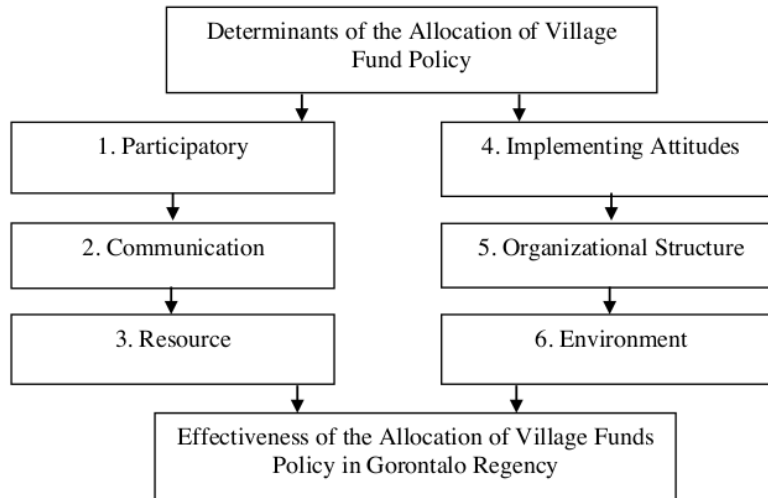 Determinants of the Allocation of Village
Fund Policy
1. Participatory
2. Communication
3. Resource
4. Implementing Attitudes
5. Organizational Structure
6. Environment
Effectiveness of the Allocation of Village Funds
Policy in Gorontalo Regency